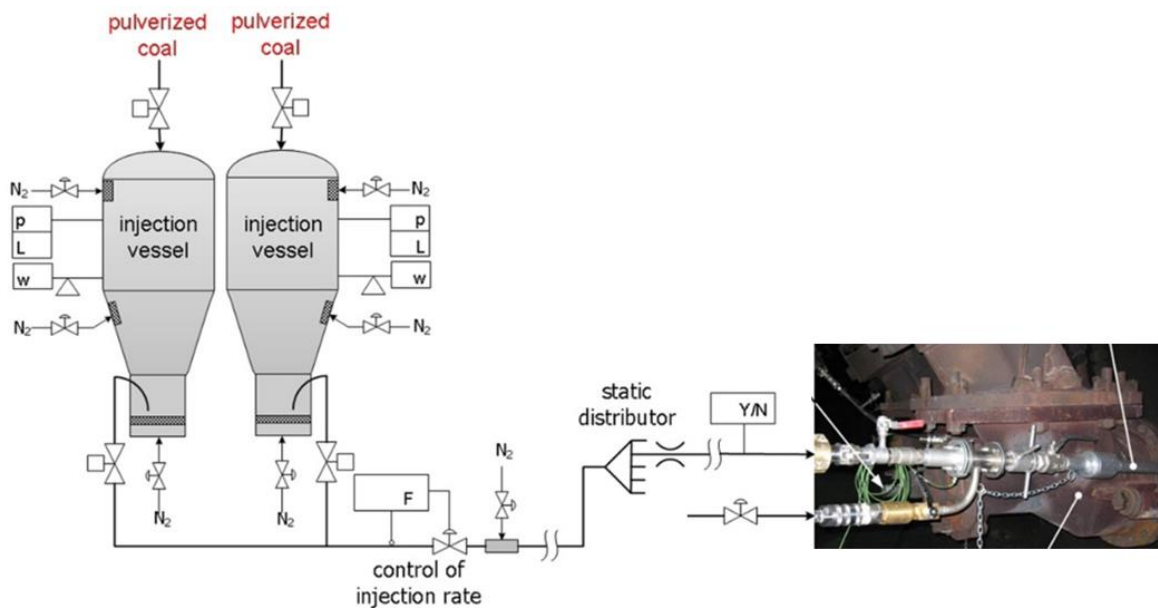 pulverized
coal
pulverized
coal
N₂
N₂
p
L
w
injection
vessel
injection
vessel
p
L
w
N₂
N₂
N₂
N₂
F
N₂
control of
injection rate
static
distributor
Y/N